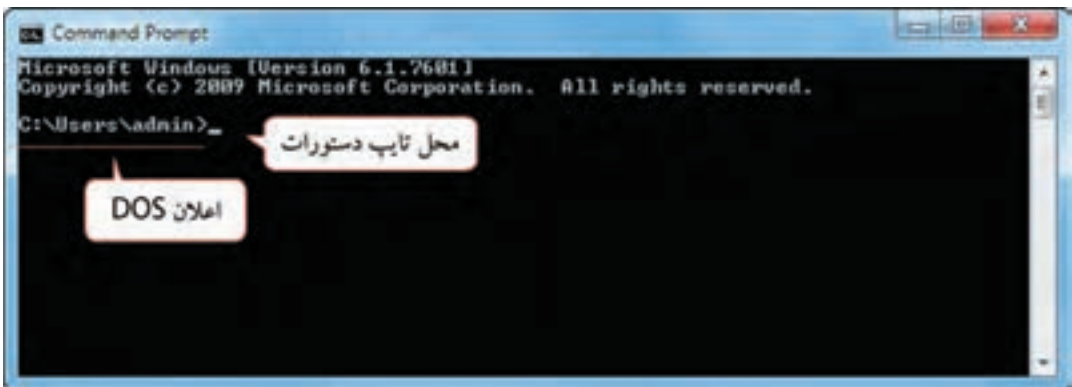 Command Prompt
Microsoft Windows [Version 6.1.7601]
Copyright (c) 2009 Microsoft Corporation.  All rights reserved.
C:\Users\admin>_
محل تایپ دستورات
اعلان DOS